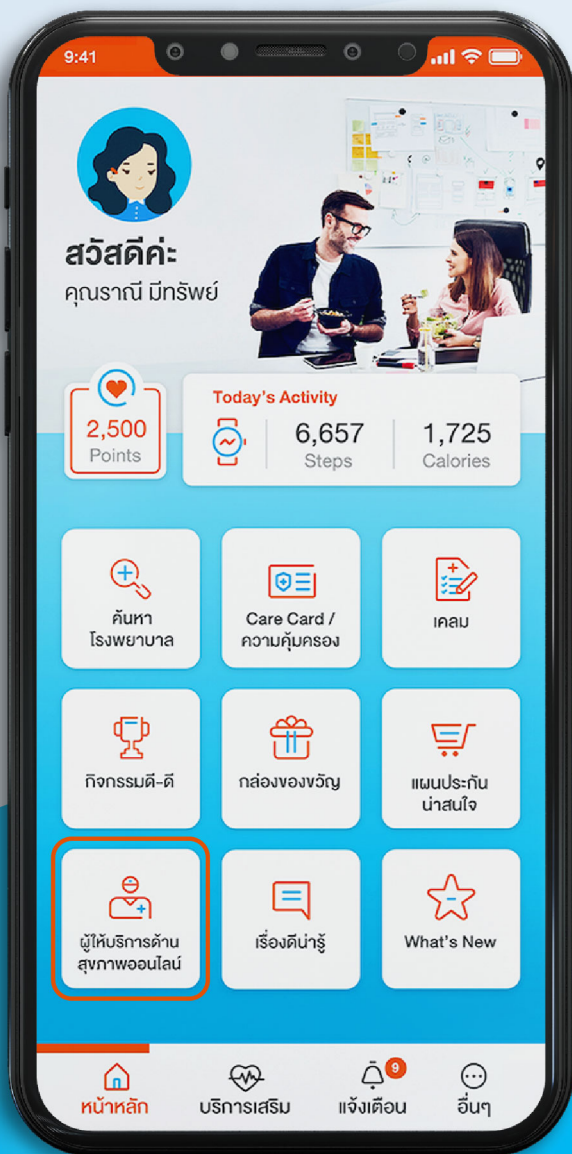 9:41
สวัสดีค่ะ
คุณราณี มีทรัพย์
2,500
Points
Today's Activity
6,657
Steps
1,725
Calories
ค้นหา
โรงพยาบาล
Care Card /
ความคุ้มครอง
เคลม
กิจกรรมดี-ดี
กล่องของขวัญ
แผนประกัน
น่าสนใจ
ผู้ให้บริการด้าน
สุขภาพออนไลน์
เรื่องดีน่ารู้
What's New
หน้าหลัก
บริการเสริม
9
แจ้งเตือน
อื่นๆ